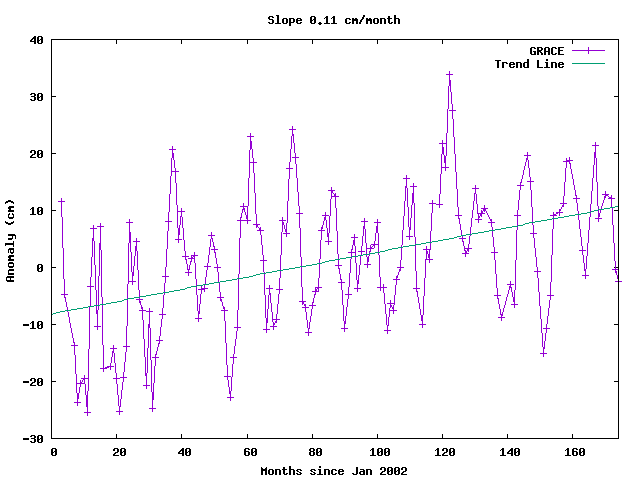 Slope 0.11 cm/month
GRACE
Trend Line
40
30
20
10
0
-10
-20
-30
Anomaly (cm)
0 20 40 60 80 100 120 140 160
Months since Jan 2002